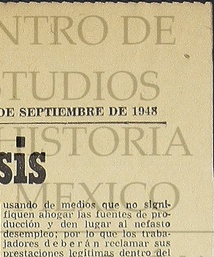 NTRO DE
STUDIOS
DE SEPTIEMBRE DE 1948
HISTORIA
sis
MEXICO
usando de medios que no signi-
fiquen ahogar las fuentes de pro-
ducción y den lugar al nefasto
desempleo; por lo que los traba-
jadores deberán reclamar sus
prestaciones legítimas dentro del